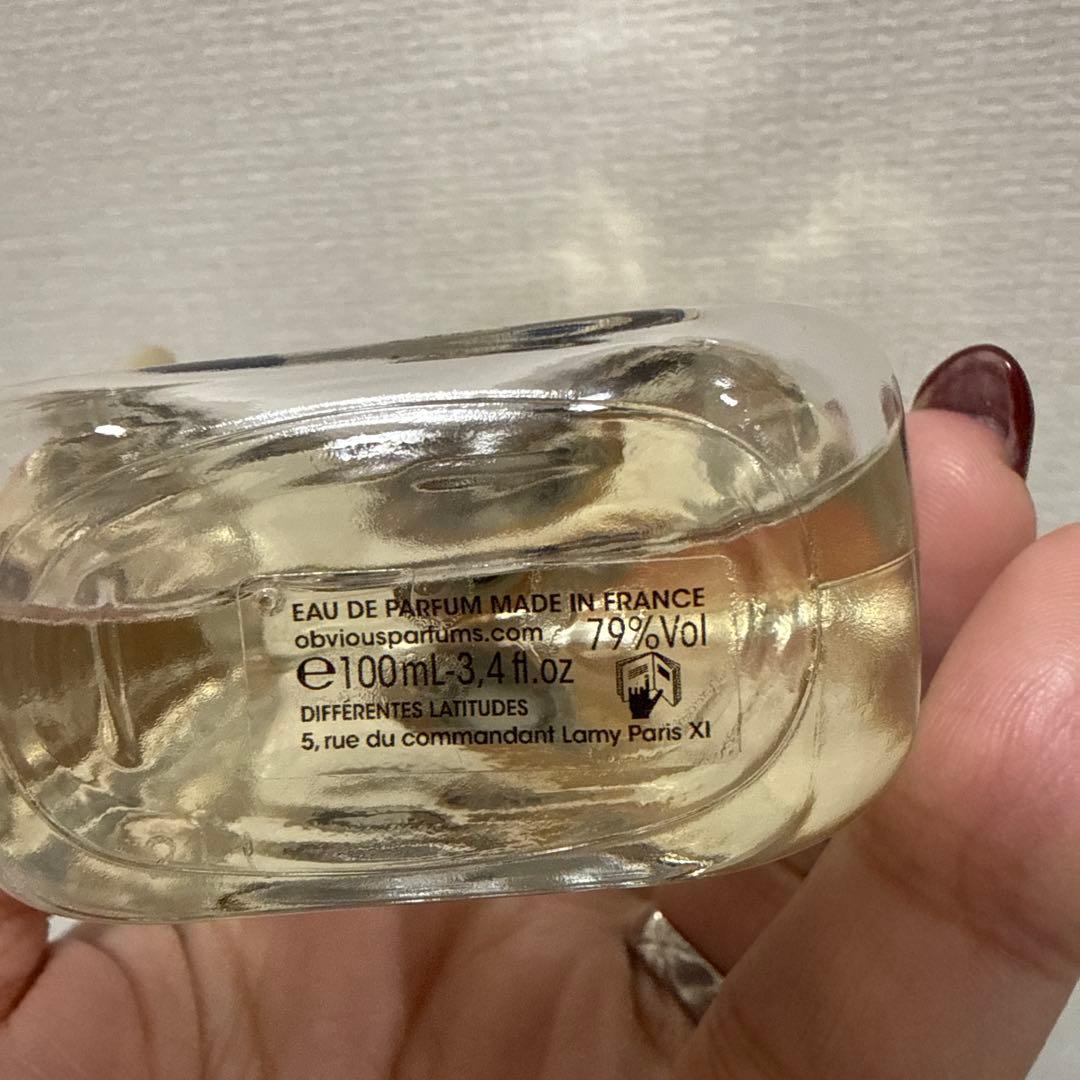 EAU DE PARFUM MADE IN FRANCE
obviousparfums.com 79%Vol
℮100mL-3,4 fl.oz
DIFFÉRENTES LATITUDES
5, rue du commandant Lamy Paris XI